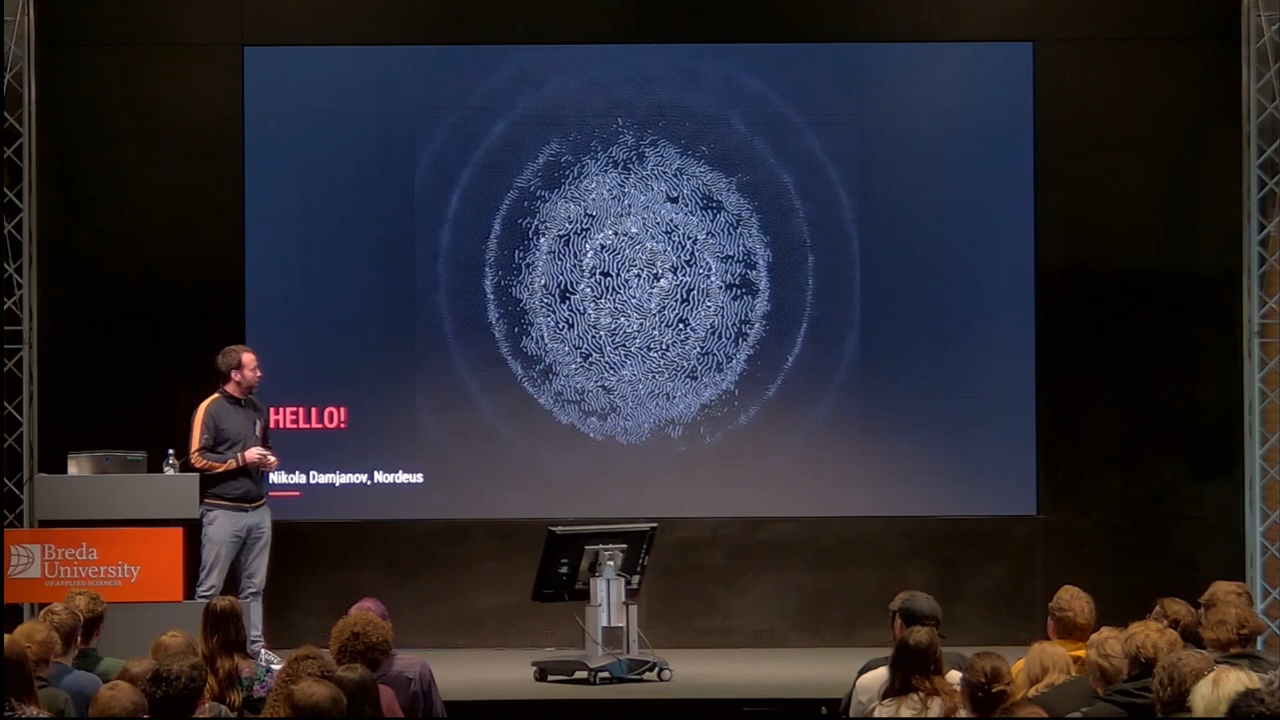 HELLO!
Nikola Damjanov, Nordeus
Breda
University
OF APPLIED SCIENCES